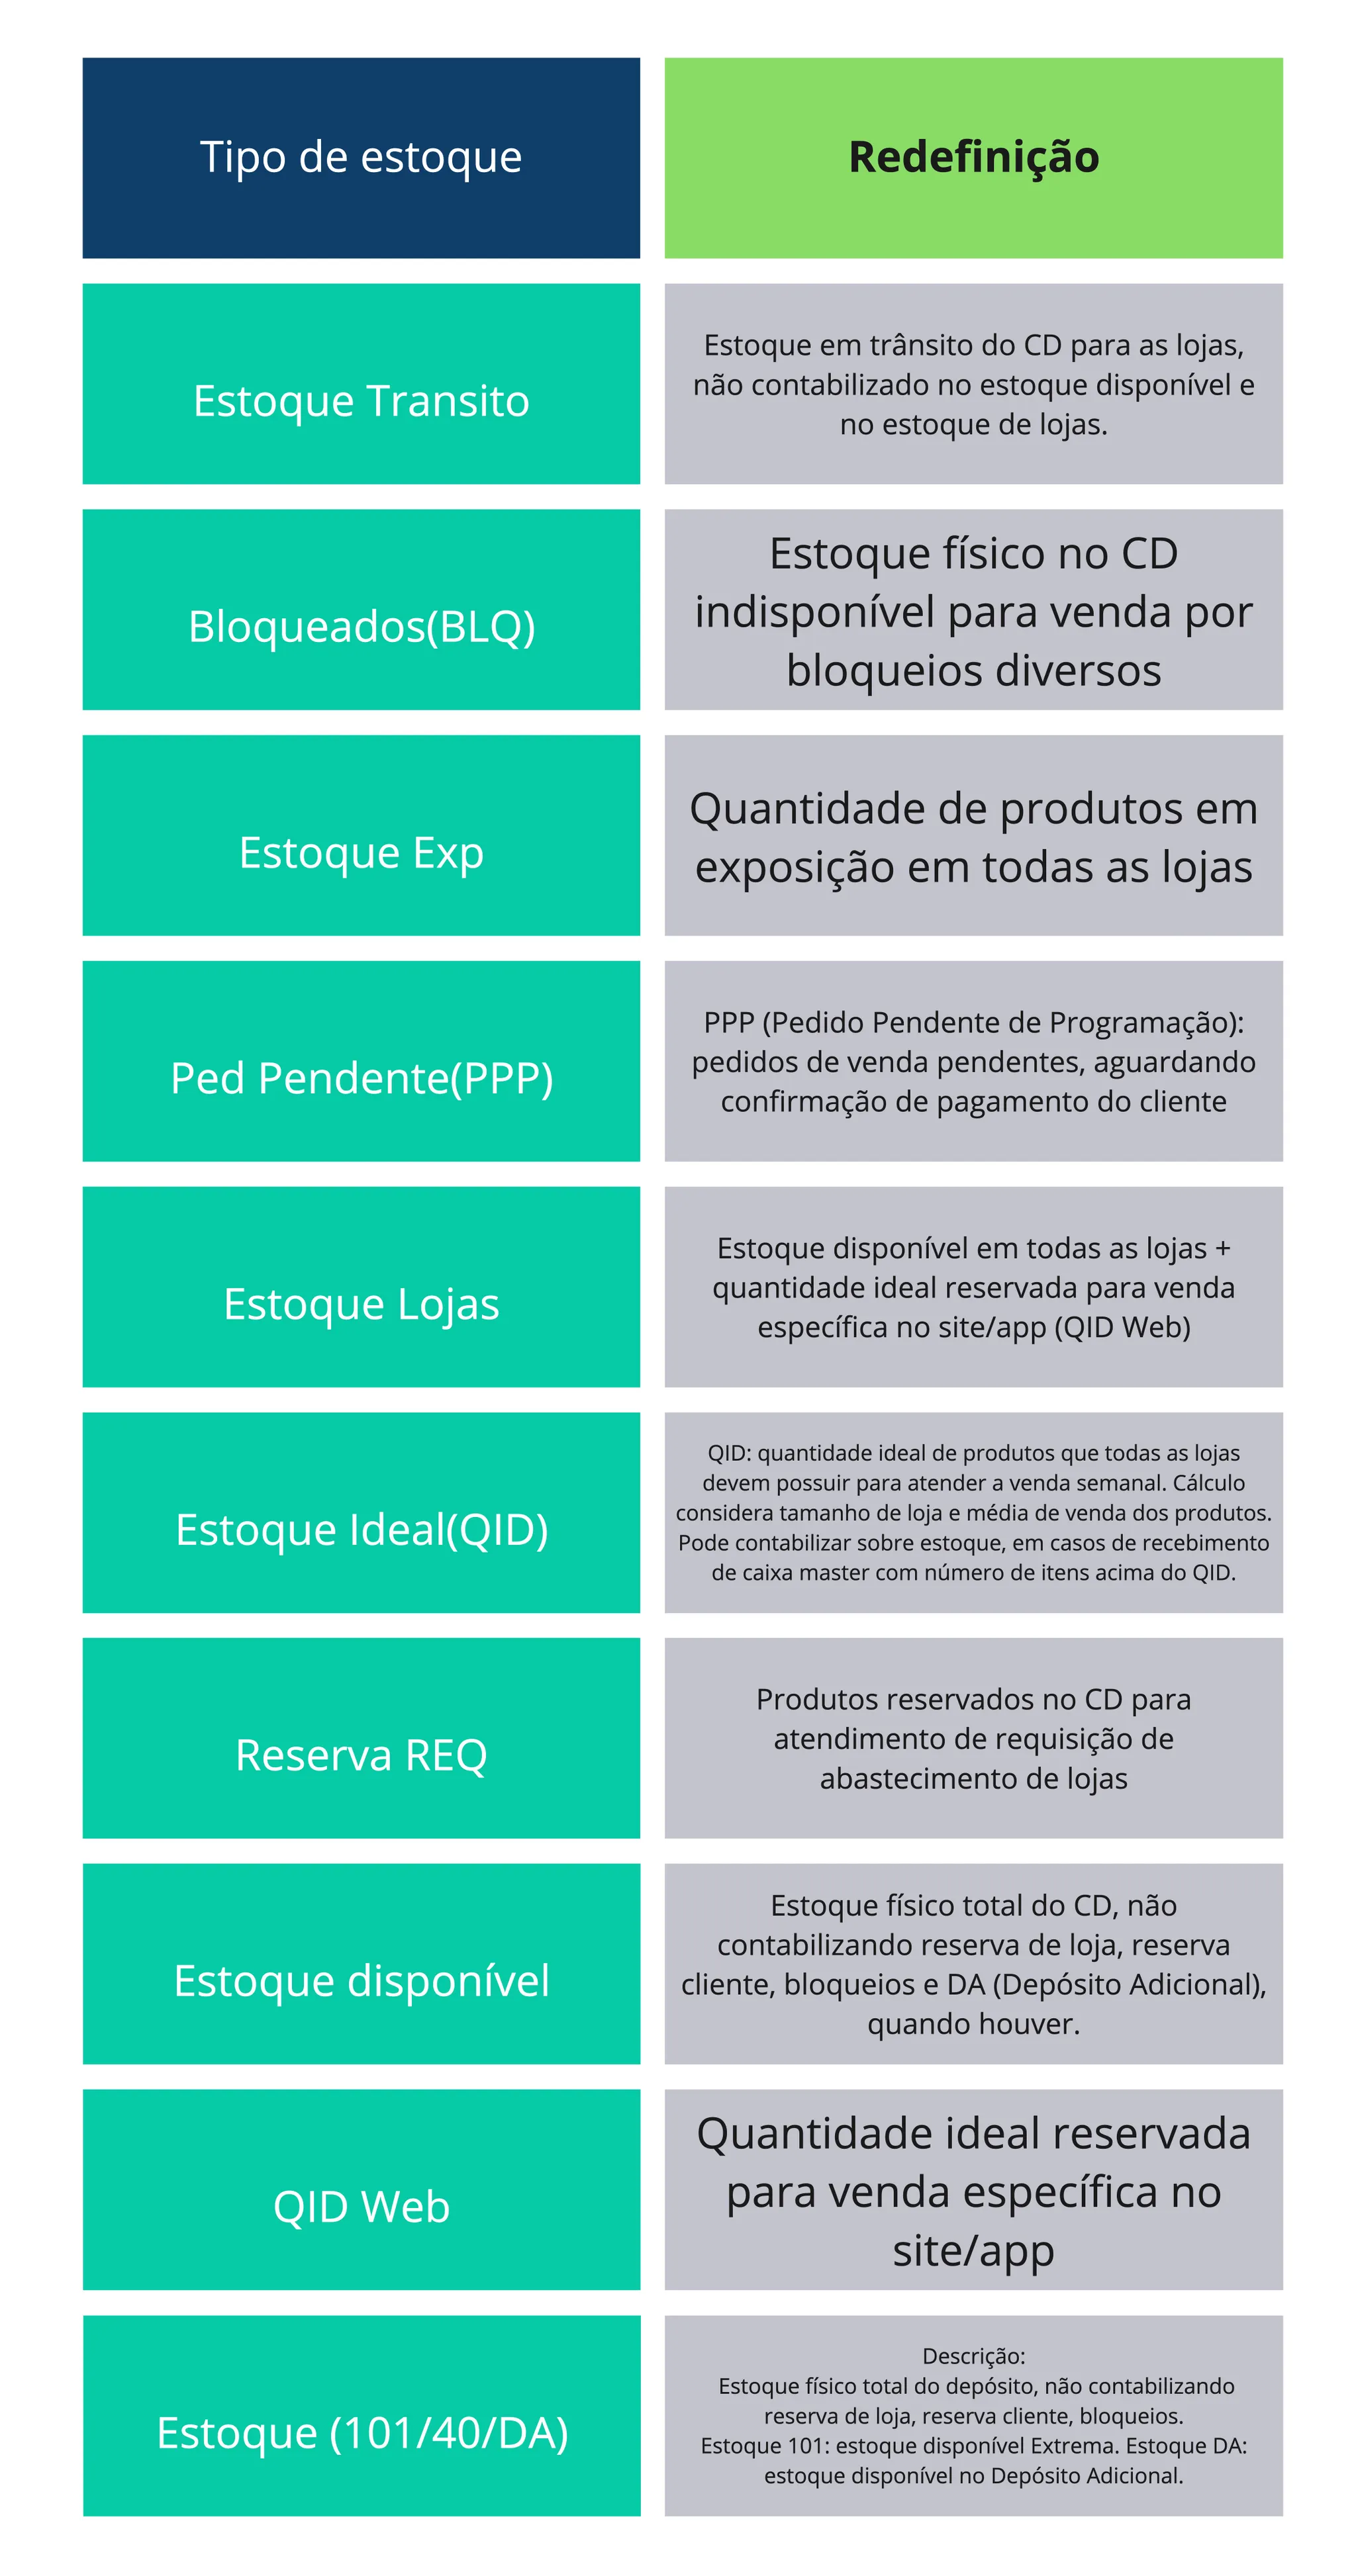 Tipo de estoque
Redefinição
Estoque Transito
Estoque em trânsito do CD para as lojas,
não contabilizado no estoque disponível e
no estoque de lojas.
Bloqueados(BLQ)
Estoque físico no CD
indisponível para venda por
bloqueios diversos
Estoque Exp
Quantidade de produtos em
exposição em todas as lojas
Ped Pendente(PPP)
PPP (Pedido Pendente de Programação):
pedidos de venda pendentes, aguardando
confirmação de pagamento do cliente
Estoque Lojas
Estoque disponível em todas as lojas +
quantidade ideal reservada para venda
específica no site/app (QID Web)
Estoque Ideal(QID)
QID: quantidade ideal de produtos que todas as lojas
devem possuir para atender a venda semanal. Cálculo
considera tamanho de loja e média de venda dos produtos.
Pode contabilizar sobre estoque, em casos de recebimento
de caixa master com número de itens acima do QID.
Reserva REQ
Produtos reservados no CD para
atendimento de requisição de
abastecimento de lojas
Estoque disponível
Estoque físico total do CD, não
contabilizando reserva de loja, reserva
cliente, bloqueios e DA (Depósito Adicional),
quando houver.
QID Web
Quantidade ideal reservada
para venda específica no
site/app
Estoque (101/40/DA)
Descrição:
Estoque físico total do depósito, não contabilizando
reserva de loja, reserva cliente, bloqueios.
Estoque 101: estoque disponível Extrema. Estoque DA:
estoque disponível no Depósito Adicional.